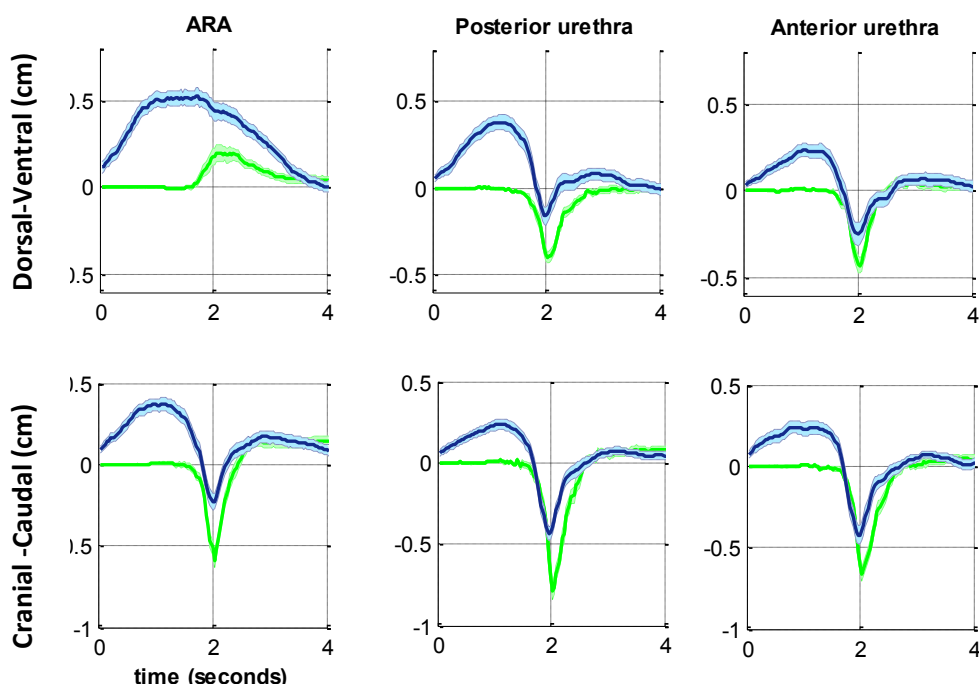 ARA Posterior urethra Anterior urethra
Dorsal-Ventral (cm)
).5 0.5 0.5
0 0 0
).5 -0.5 -0.5
0 2 4 0 2 4 0 2 4
Cranial -Caudal (cm)
).5 0.5 0.5
0 0 0
).5 -0.5 -0.5
-1 -1 -1
0 2 4 0 2 4 0 2 4
time (seconds)